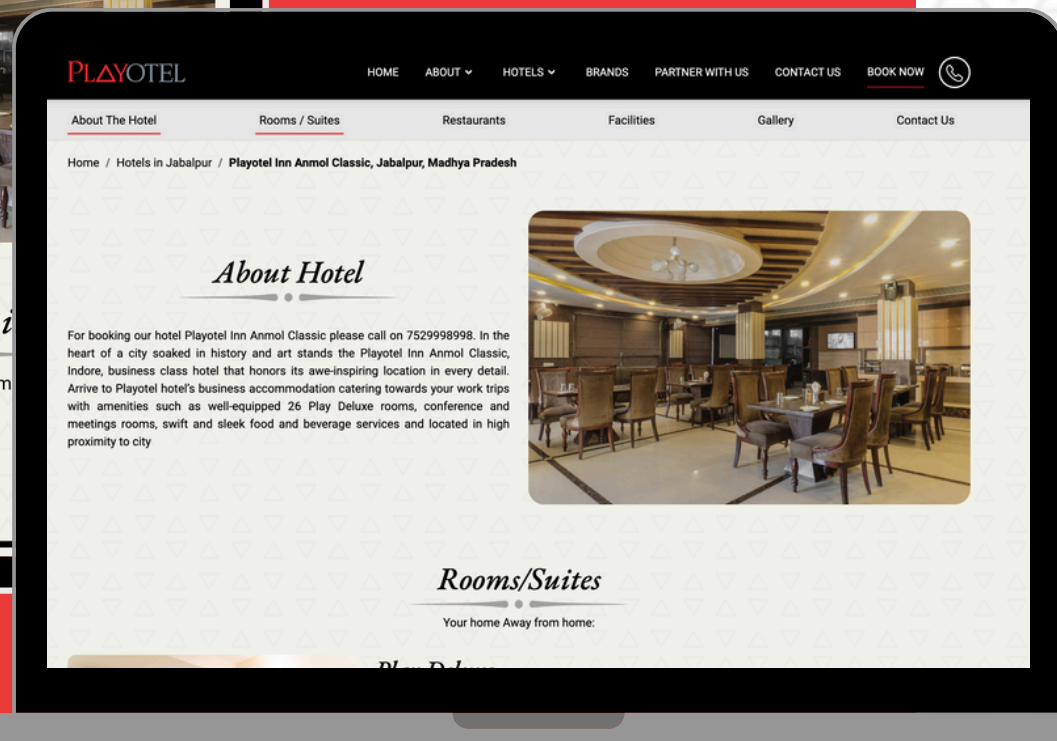 PLAYOTEL
HOME ABOUT HOTELS BRANDS PARTNER WITH US CONTACT US BOOK NOW
About The Hotel Rooms / Suites Restaurants Facilities Gallery Contact Us
Home / Hotels in Jabalpur / Playotel Inn Anmol Classic, Jabalpur, Madhya Pradesh
About Hotel
For booking our hotel Playotel Inn Anmol Classic please call on 7529998998. In the
heart of a city soaked in history and art stands the Playotel Inn Anmol Classic,
Indore, business class hotel that honors its awe-inspiring location in every detail.
Arrive to Playotel hotel's business accommodation catering towards your work trips
with amenities such as well-equipped 26 Play Deluxe rooms, conference and
meetings rooms, swift and sleek food and beverage services and located in high
proximity to city
Rooms/Suites
Your home Away from home:
Play Deluxe